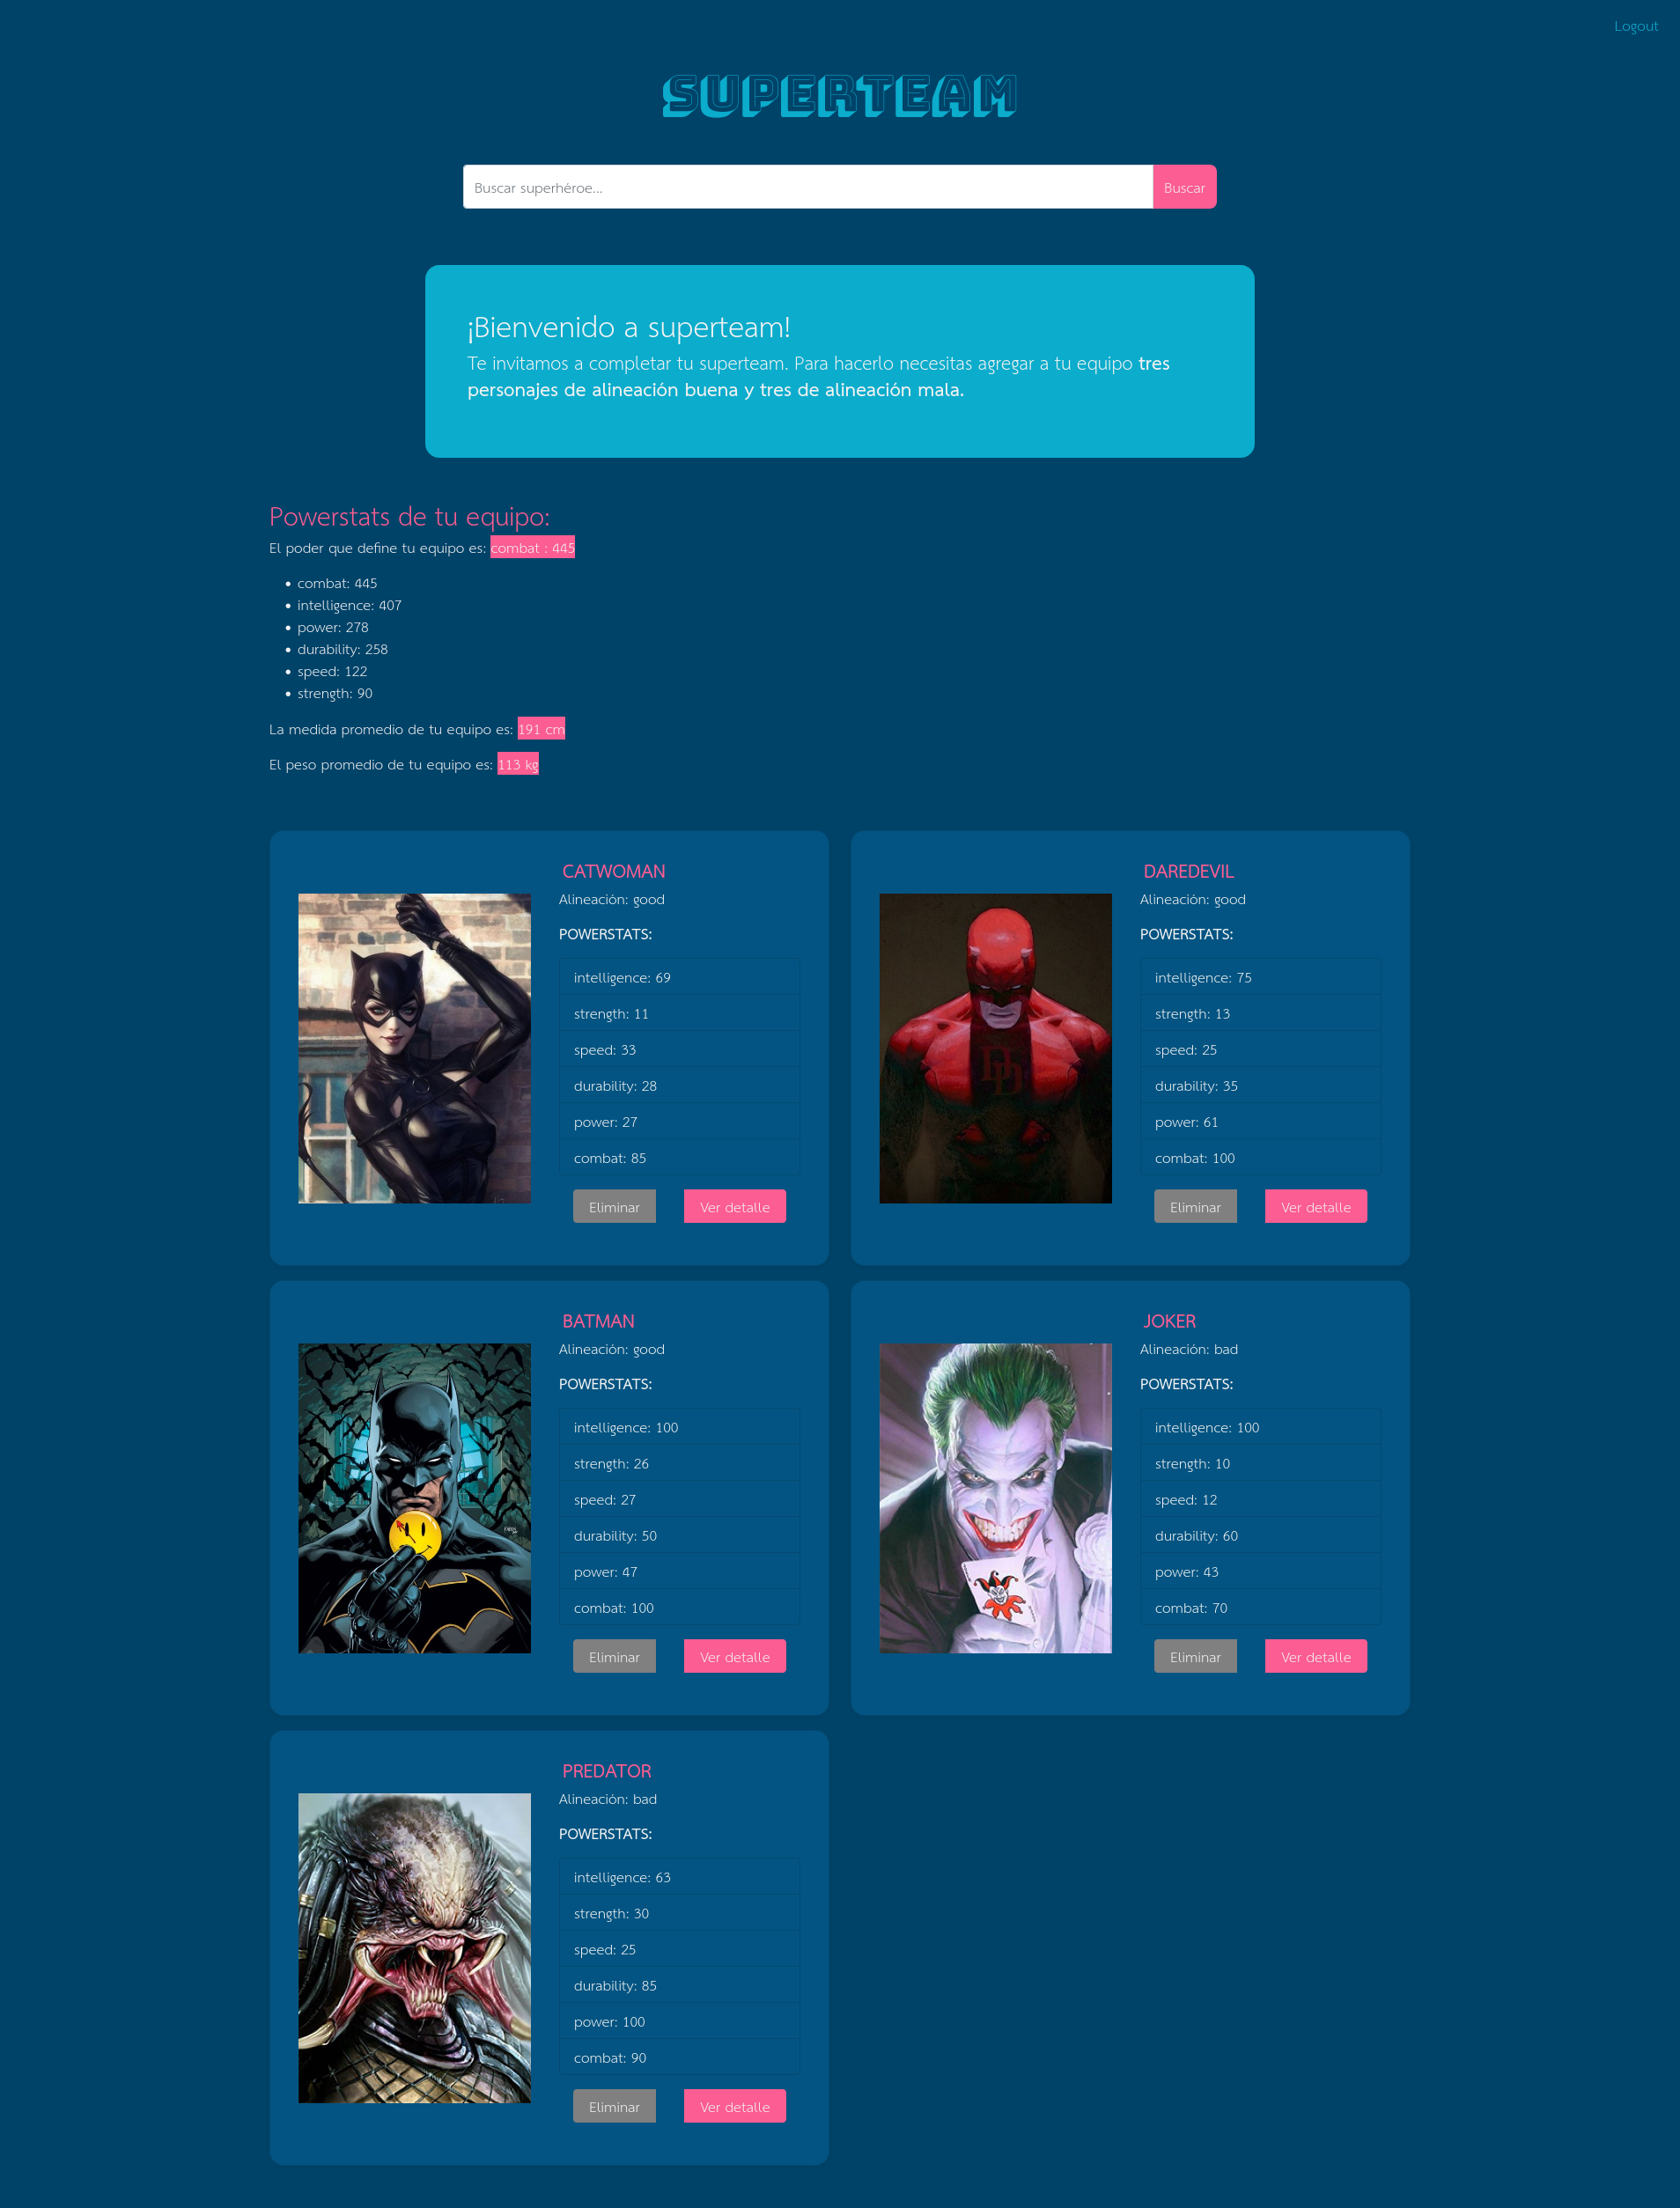 Logout
SUPERTEAM
Buscar superhéroe...
Buscar
¡Bienvenido a superteam!
Te invitamos a completar tu superteam. Para hacerlo necesitas agregar a tu equipo tres
personajes de alineación buena y tres de alineación mala.
Powerstats de tu equipo:
El poder que define tu equipo es: combat : 445
• combat: 445
• intelligence: 407
• power: 278
• durability: 258
• speed: 122
• strength: 90
La medida promedio de tu equipo es: 191 cm
El peso promedio de tu equipo es: 113 kg
CATWOMAN
Alineación: good
POWERSTATS:
intelligence: 69
strength: 11
speed: 33
durability: 28
power: 27
combat: 85
Eliminar
Ver detalle
DAREDEVIL
Alineación: good
POWERSTATS:
intelligence: 75
strength: 13
speed: 25
durability: 35
power: 61
combat: 100
Eliminar
Ver detalle
BATMAN
Alineación: good
POWERSTATS:
intelligence: 100
strength: 26
speed: 27
durability: 50
power: 47
combat: 100
Eliminar
Ver detalle
JOKER
Alineación: bad
POWERSTATS:
intelligence: 100
strength: 10
speed: 12
durability: 60
power: 43
combat: 70
Eliminar
Ver detalle
PREDATOR
Alineación: bad
POWERSTATS:
intelligence: 63
strength: 30
speed: 25
durability: 85
power: 100
combat: 90
Eliminar
Ver detalle